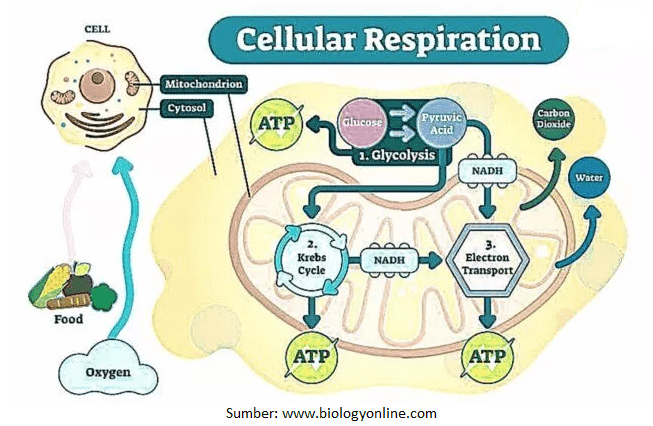 Cellular Respiration
CELL
Mitochondrion
Cytosol
ATP
Glucose
Pyruvic
Acid
1. Glycolysis
Carbon
Dioxide
NADH
Water
2.
Krebs
Cycle
NADH
3.
Electron
Transport
Food
ATP
ATP
Oxygen
Sumber: www.biologyonline.com